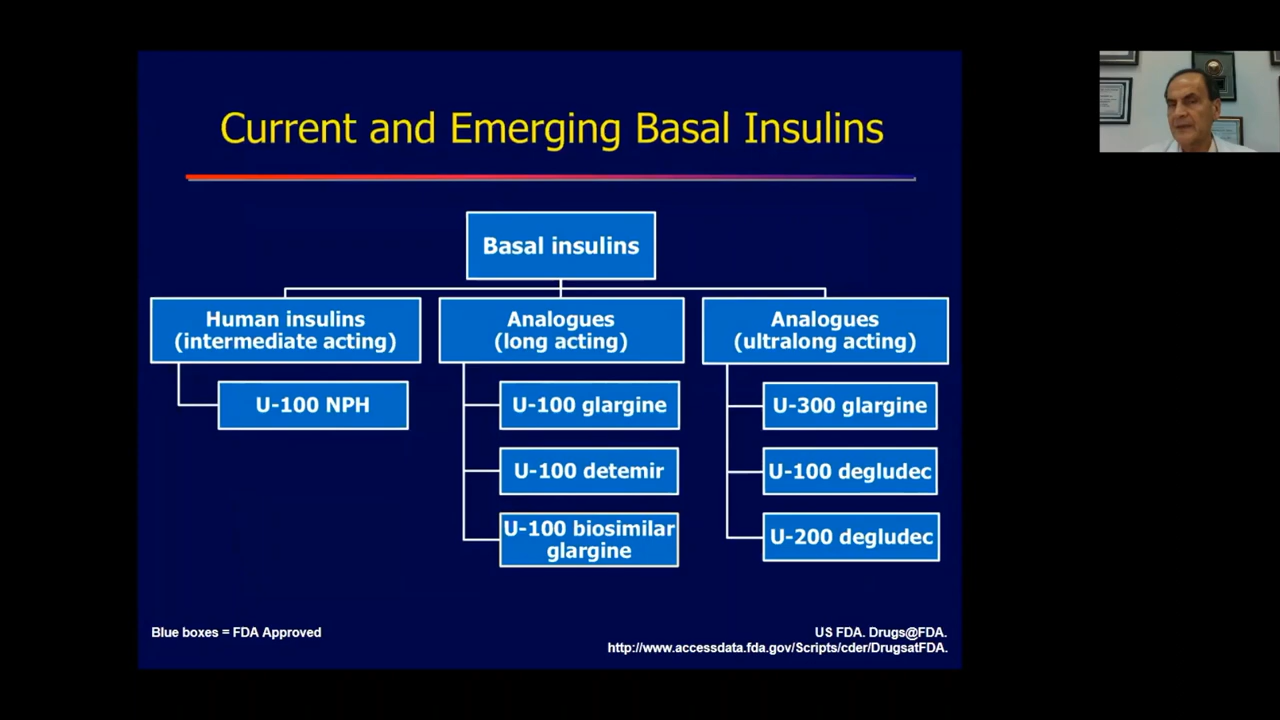 Current and Emerging Basal Insulins
Basal insulins
Human insulins
(intermediate acting)
U-100 NPH
Analogues
(long acting)
U-100 glargine
U-100 detemir
U-100 biosimilar
glargine
Analogues
(ultralong acting)
U-300 glargine
U-100 degludec
U-200 degludec
Blue boxes = FDA Approved
US FDA. Drugs@FDA.
http://www.accessdata.fda.gov/Scripts/cder/DrugsatFDA.